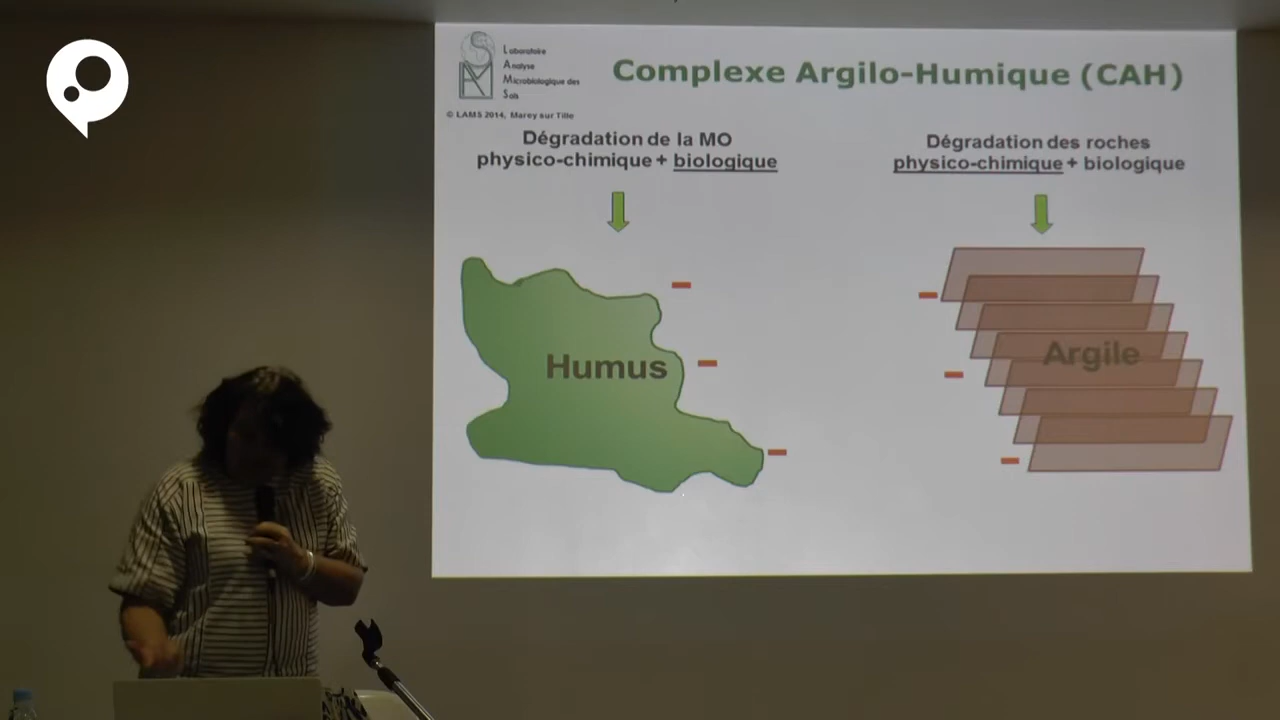 Laboratoire
Analyse
Microbiologique des
Sols
© LAMS 2014, Marey sur Tille
Complexe Argilo-Humique (CAH)
Dégradation de la MO
physico-chimique + biologique
Dégradation des roches
physico-chimique + biologique
Humus
Argile